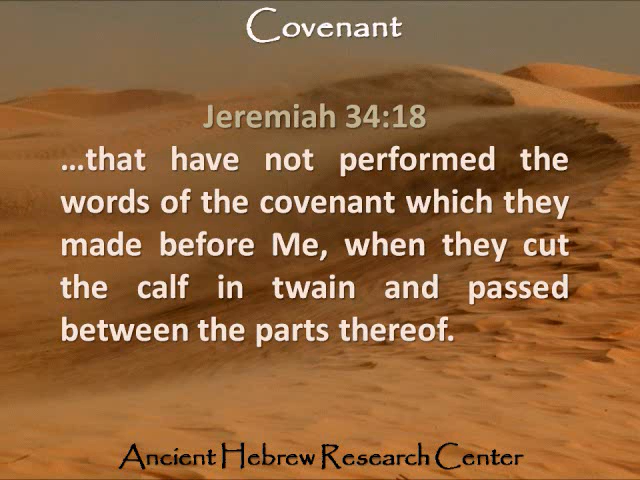 Covenant
Jeremiah 34:18
...that have not performed the
words of the covenant which they
made before Me, when they cut
the calf in twain and passed
between the parts thereof.
Ancient Hebrew Research Center